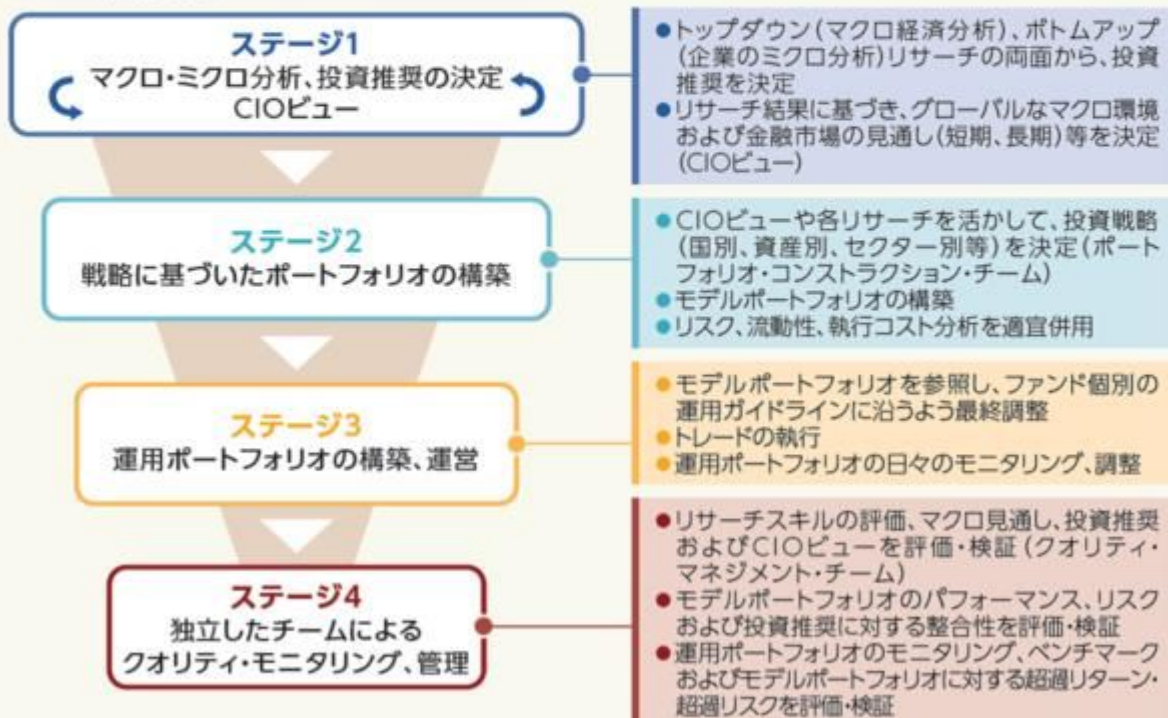 ステージ1
マクロ・ミクロ分析、投資推奨の決定
CIOビュー
●トップダウン(マクロ経済分析)、ボトムアップ
(企業のミクロ分析)リサーチの両面から、投資
推奨を決定
●リサーチ結果に基づき、グローバルなマクロ環境
および金融市場の見通し(短期、長期)等を決定
(CIOビュー)
ステージ2
戦略に基づいたポートフォリオの構築
●CIOビューや各リサーチを活かして、投資戦略
(国別、資産別、セクター別等)を決定(ポート
フォリオ・コンストラクション・チーム)
●モデルポートフォリオの構築
●リスク、流動性、執行コスト分析を適宜併用
ステージ3
運用ポートフォリオの構築、運営
●モデルポートフォリオを参照し、ファンド個別の
運用ガイドラインに沿うよう最終調整
●トレードの執行
●運用ポートフォリオの日々のモニタリング、調整
ステージ4
独立したチームによる
クオリティ・モニタリング、管理
●リサーチスキルの評価、マクロ見通し、投資推奨
およびCIOビューを評価・検証(クオリティ・
マネジメント・チーム)
●モデルポートフォリオのパフォーマンス、リスク
および投資推奨に対する整合性を評価・検証
●運用ポートフォリオのモニタリング、ベンチマーク
およびモデルポートフォリオに対する超過リターン・
超過リスクを評価・検証